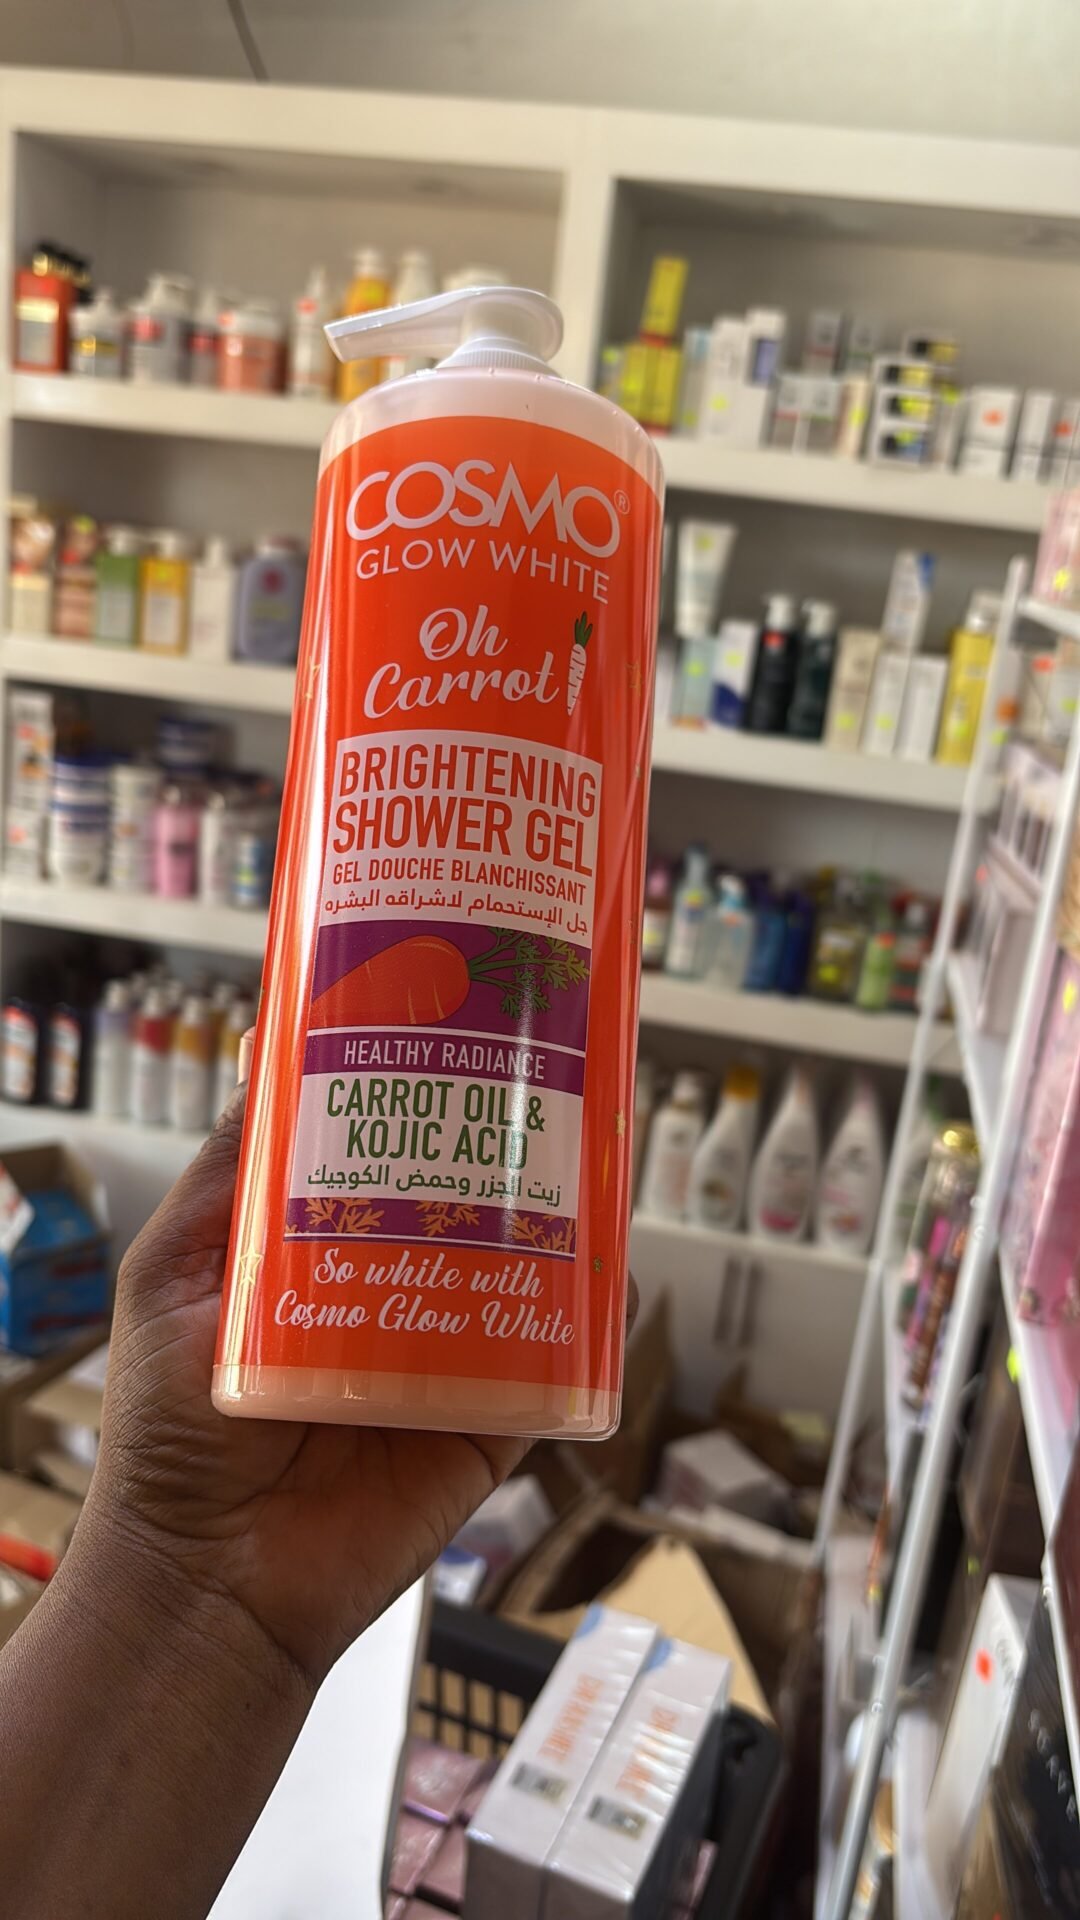 COSMO®
GLOW WHITE
Oh
Carrot
BRIGHTENING
SHOWER GEL
GEL DOUCHE BLANCHISSANT
جل الإستحمام لاشراقه البشره
HEALTHY RADIANCE
CARROT OIL &
KOJIC ACID
زيت الجزر وحمض الكوجيك
So white with
Cosmo Glow White